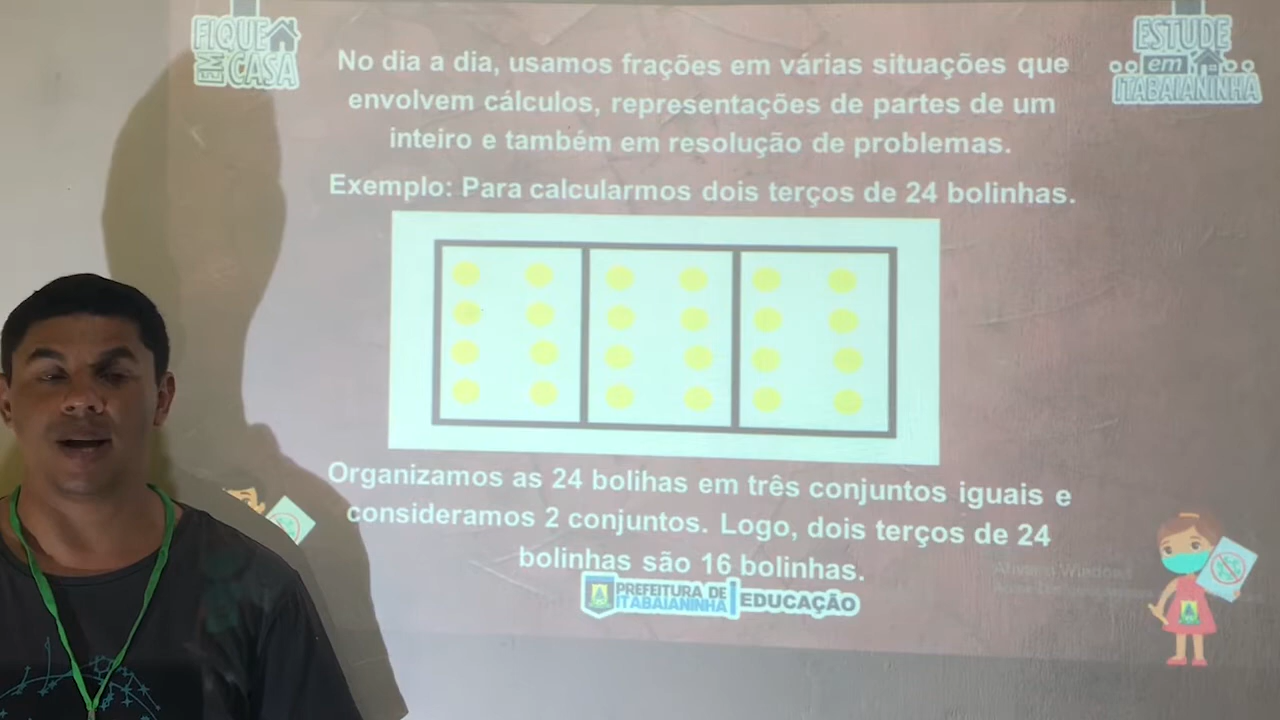 FIQUE
EM CASA
ESTUDE
em
ITABAIANINHA
No dia a dia, usamos frações em várias situações que
envolvem cálculos, representações de partes de um
inteiro e também em resolução de problemas.
Exemplo: Para calcularmos dois terços de 24 bolinhas.
Organizamos as 24 bolihas em três conjuntos iguais e
consideramos 2 conjuntos. Logo, dois terços de 24
bolinhas são 16 bolinhas.
PREFEITURA DE
ITABAIANINHA
EDUCAÇÃO